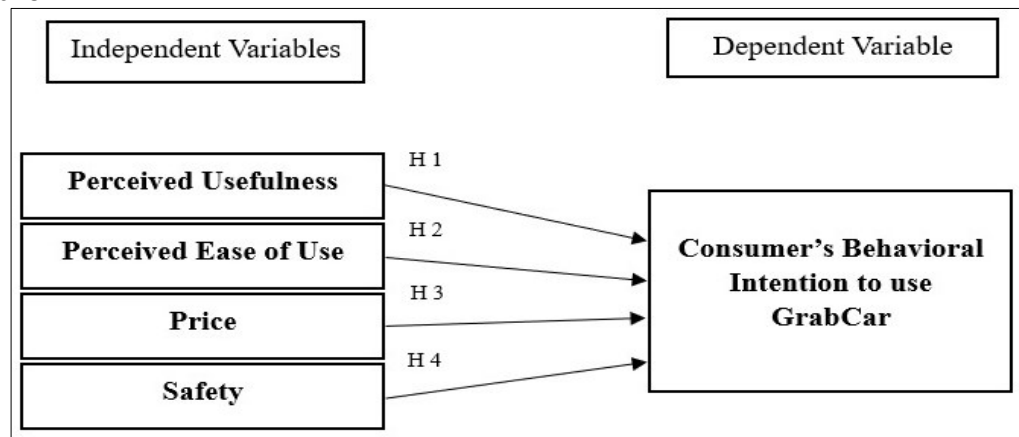 Independent Variables
Dependent Variable
H 1
Perceived Usefulness
H 2
Perceived Ease of Use
H 3
Price
H 4
Safety
Consumer’s Behavioral
Intention to use
GrabCar